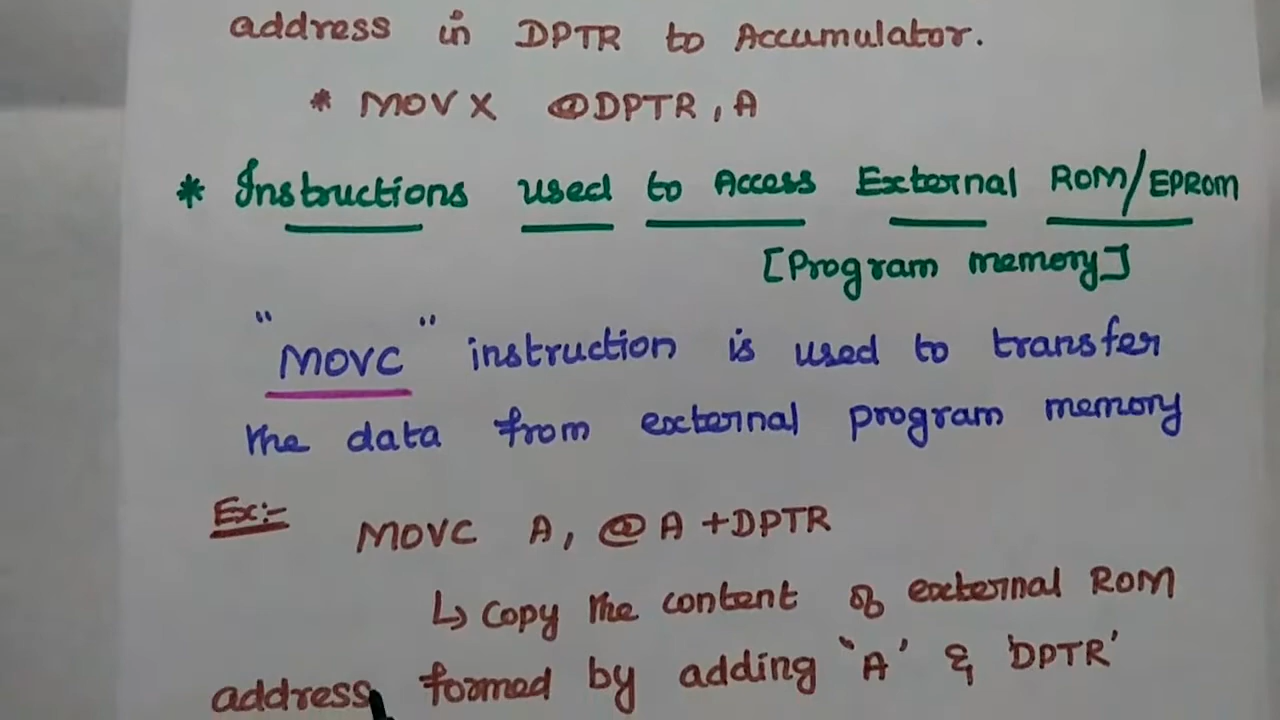 address in DPTR to Accumulator.
* MOVX @DPTR, A
* Instructions used to Access External ROM/EPROM
[Program memory]
"MOVC" instruction is used to transfer
the data from external program memory
Ex:- MOVC A, @A+DPTR
↳ Copy the content of external ROM
address formed by adding 'A' & 'DPTR'